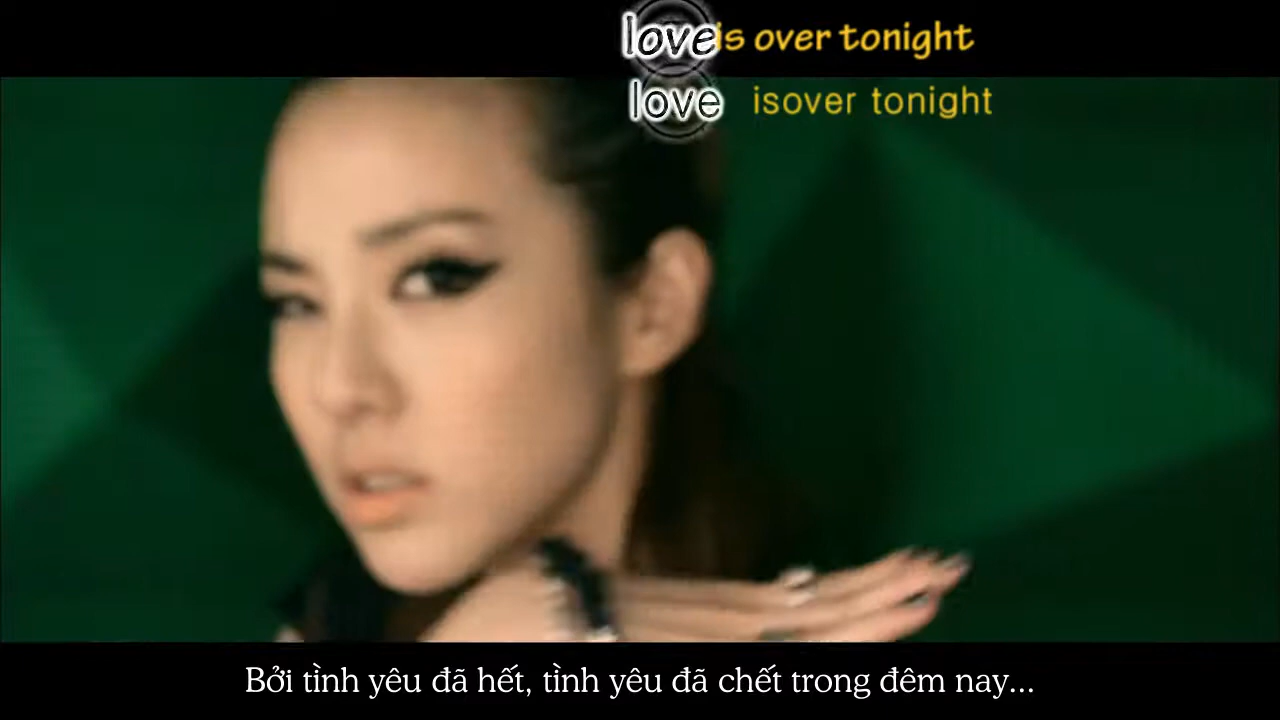 love is over tonight
love isover tonight
Bởi tình yêu đã hết, tình yêu đã chết trong đêm nay...